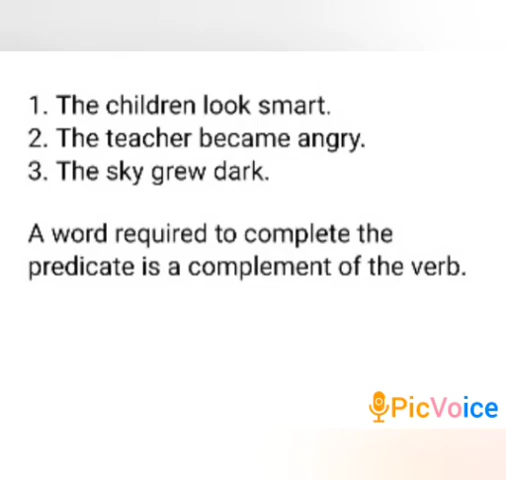 1. The children look smart.
2. The teacher became angry.
3. The sky grew dark.
A word required to complete the
predicate is a complement of the verb.
PicVoice